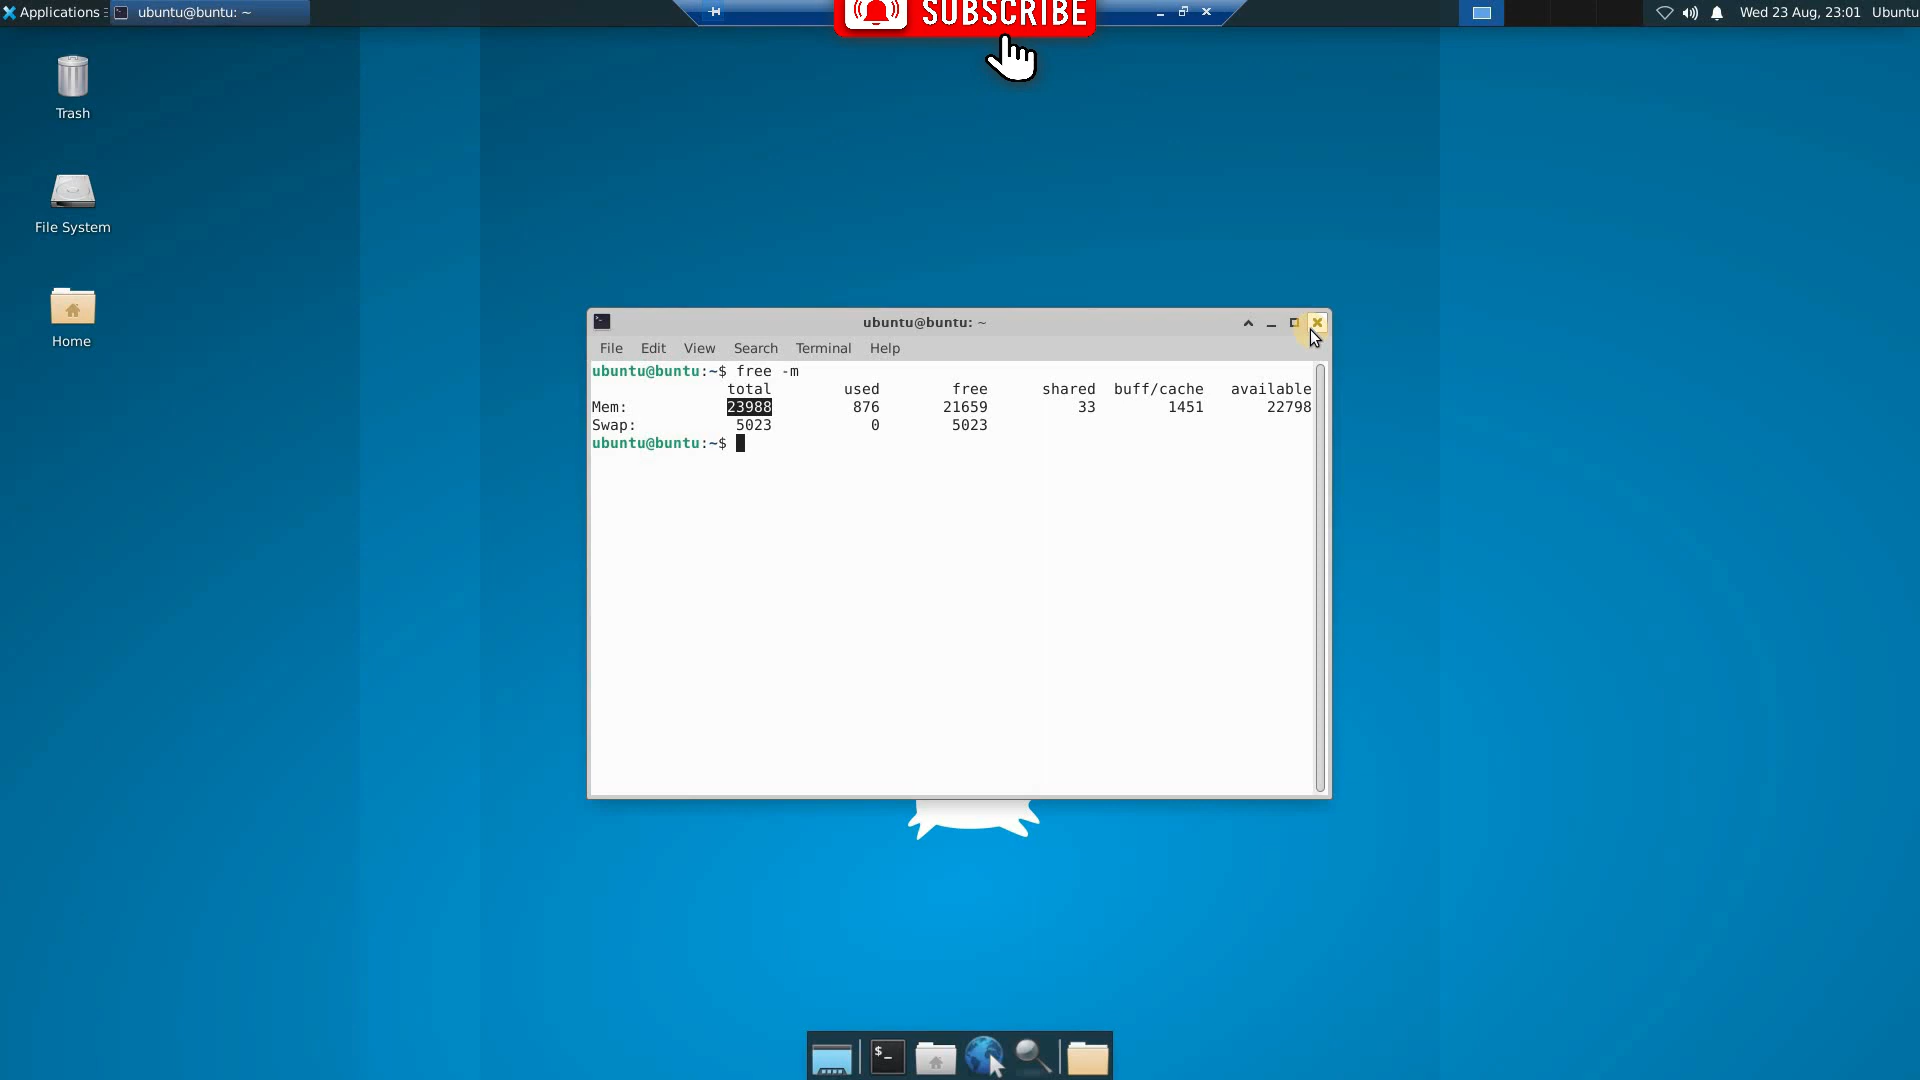 Applications
ubuntu@buntu: ~
SUBSCRIBE
Wed 23 Aug, 23:01
Ubuntu
Trash
File System
Home
ubuntu@buntu: ~
File Edit View Search Terminal Help
ubuntu@buntu:~$ free -m
total used free shared buff/cache available
Mem: 23988 876 21659 33 1451 22798
Swap: 5023 0 5023
ubuntu@buntu:~$
$_